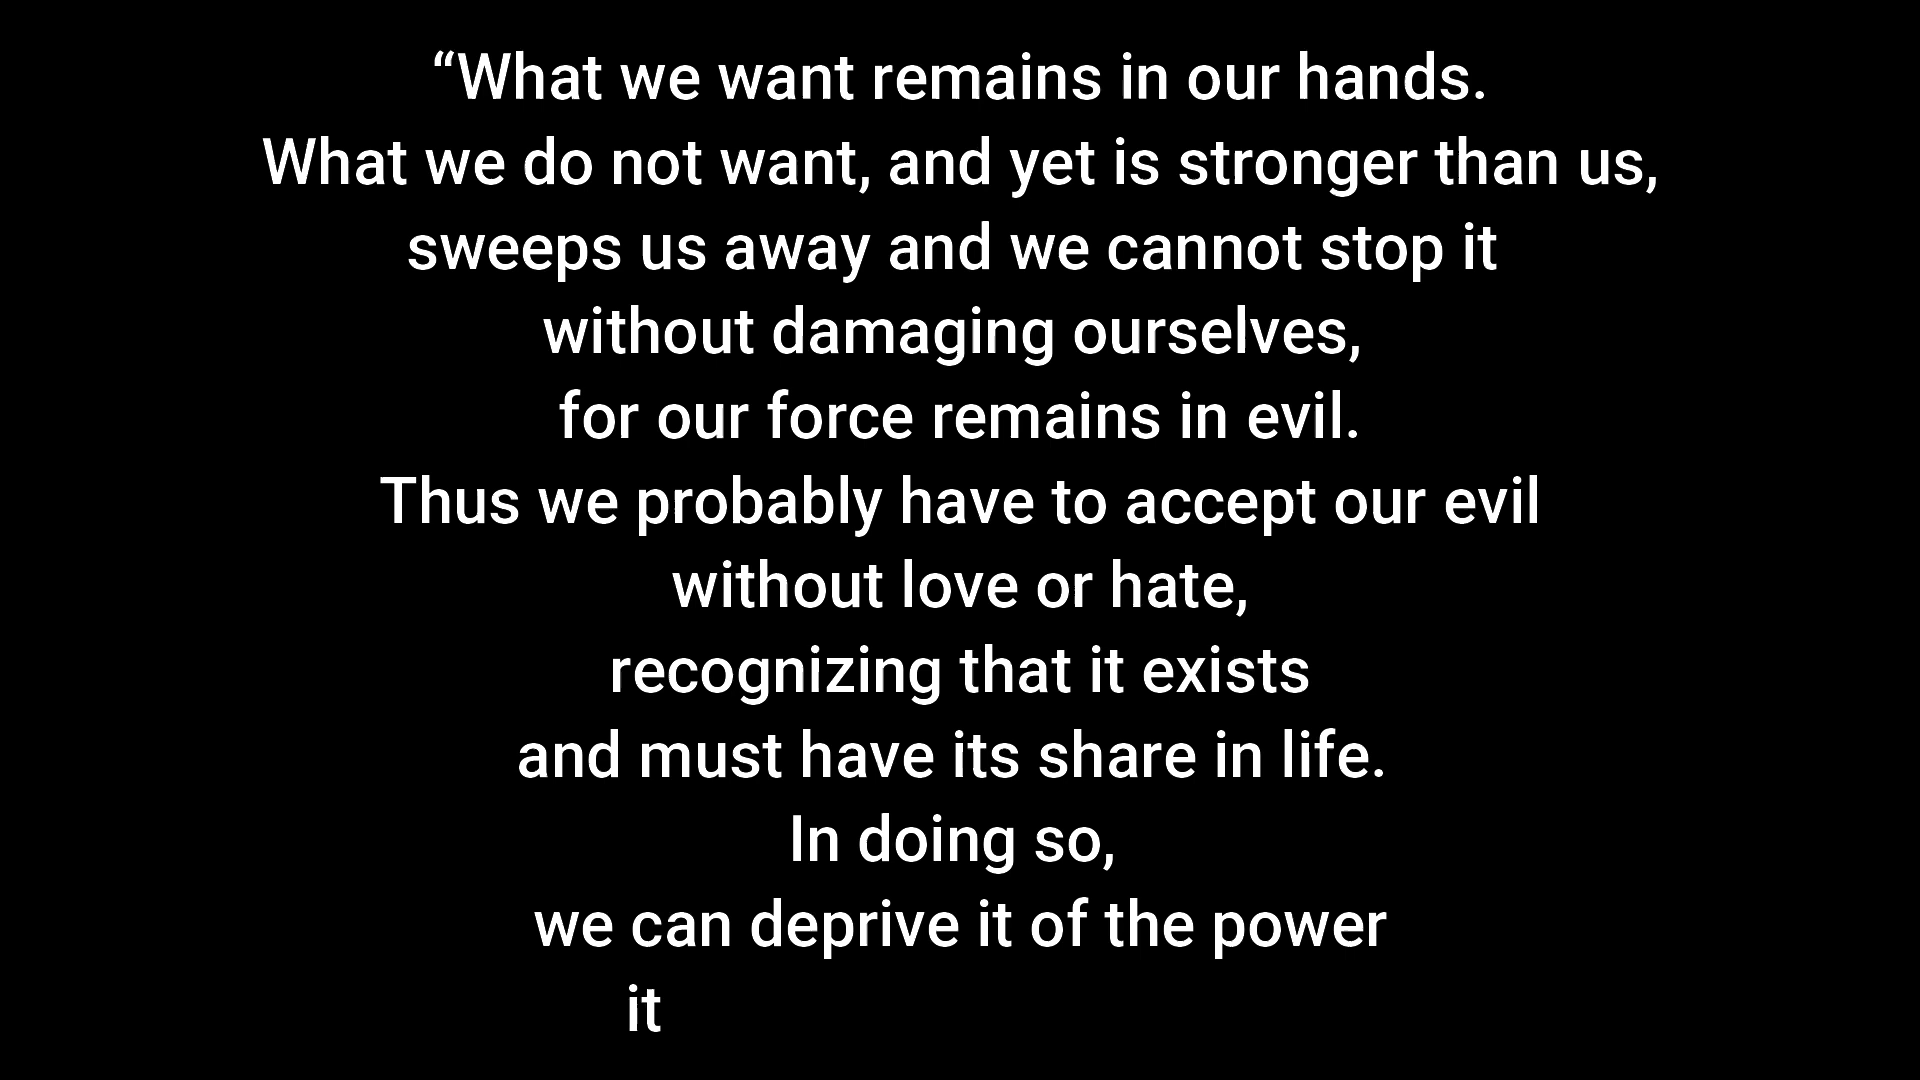 “What we want remains in our hands.
What we do not want, and yet is stronger than us,
sweeps us away and we cannot stop it
without damaging ourselves,
for our force remains in evil.
Thus we probably have to accept our evil
without love or hate,
recognizing that it exists
and must have its share in life.
In doing so,
we can deprive it of the power
it